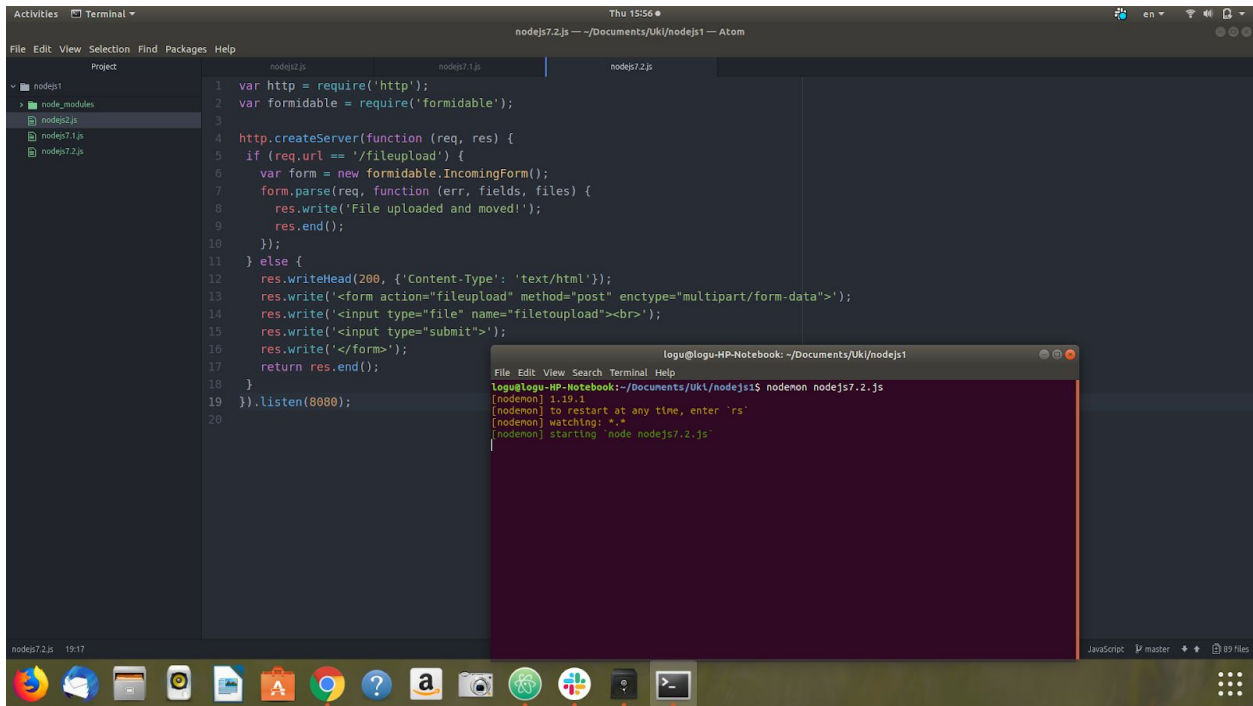 Activities Terminal Thu 15:56 en
nodejs7.2.js — ~/Documents/Uki/nodejs1 — Atom
File Edit View Selection Find Packages Help
Project
nodejs1
node_modules
nodejs2.js
nodejs7.1.js
nodejs7.2.js
nodejs2.js nodejs7.1.js nodejs7.2.js
1 var http = require('http');
2 var formidable = require('formidable');
3
4 http.createServer(function (req, res) {
5 if (req.url == '/fileupload') {
6 var form = new formidable.IncomingForm();
7 form.parse(req, function (err, fields, files) {
8 res.write('File uploaded and moved!');
9 res.end();
10 });
11 } else {
12 res.writeHead(200, {'Content-Type': 'text/html'});
13 res.write('<form action="fileupload" method="post" enctype="multipart/form-data">');
14 res.write('<input type="file" name="filetoupload"><br>');
15 res.write('<input type="submit">');
16 res.write('</form>');
17 return res.end();
18 }
19 }).listen(8080);
20
logu@logu-HP-Notebook: ~/Documents/Uki/nodejs1
File Edit View Search Terminal Help
logu@logu-HP-Notebook:~/Documents/Uki/nodejs1$ nodemon nodejs7.2.js
[nodemon] 1.19.1
[nodemon] to restart at any time, enter `rs`
[nodemon] watching: *.*
[nodemon] starting `node nodejs7.2.js`
nodejs7.2.js 19:17 JavaScript master 89 files